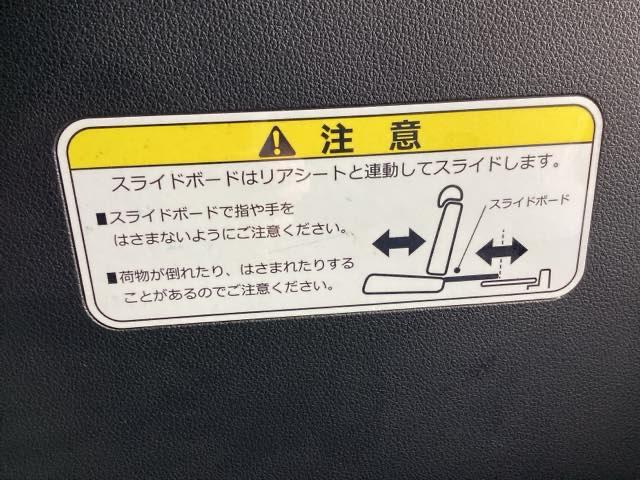 注意
スライドボードはリアシートと連動してスライドします。
■スライドボードで指や手を
はさまないようにご注意ください。
■荷物が倒れたり、はさまれたりする
ことがあるのでご注意ください。
スライドボード